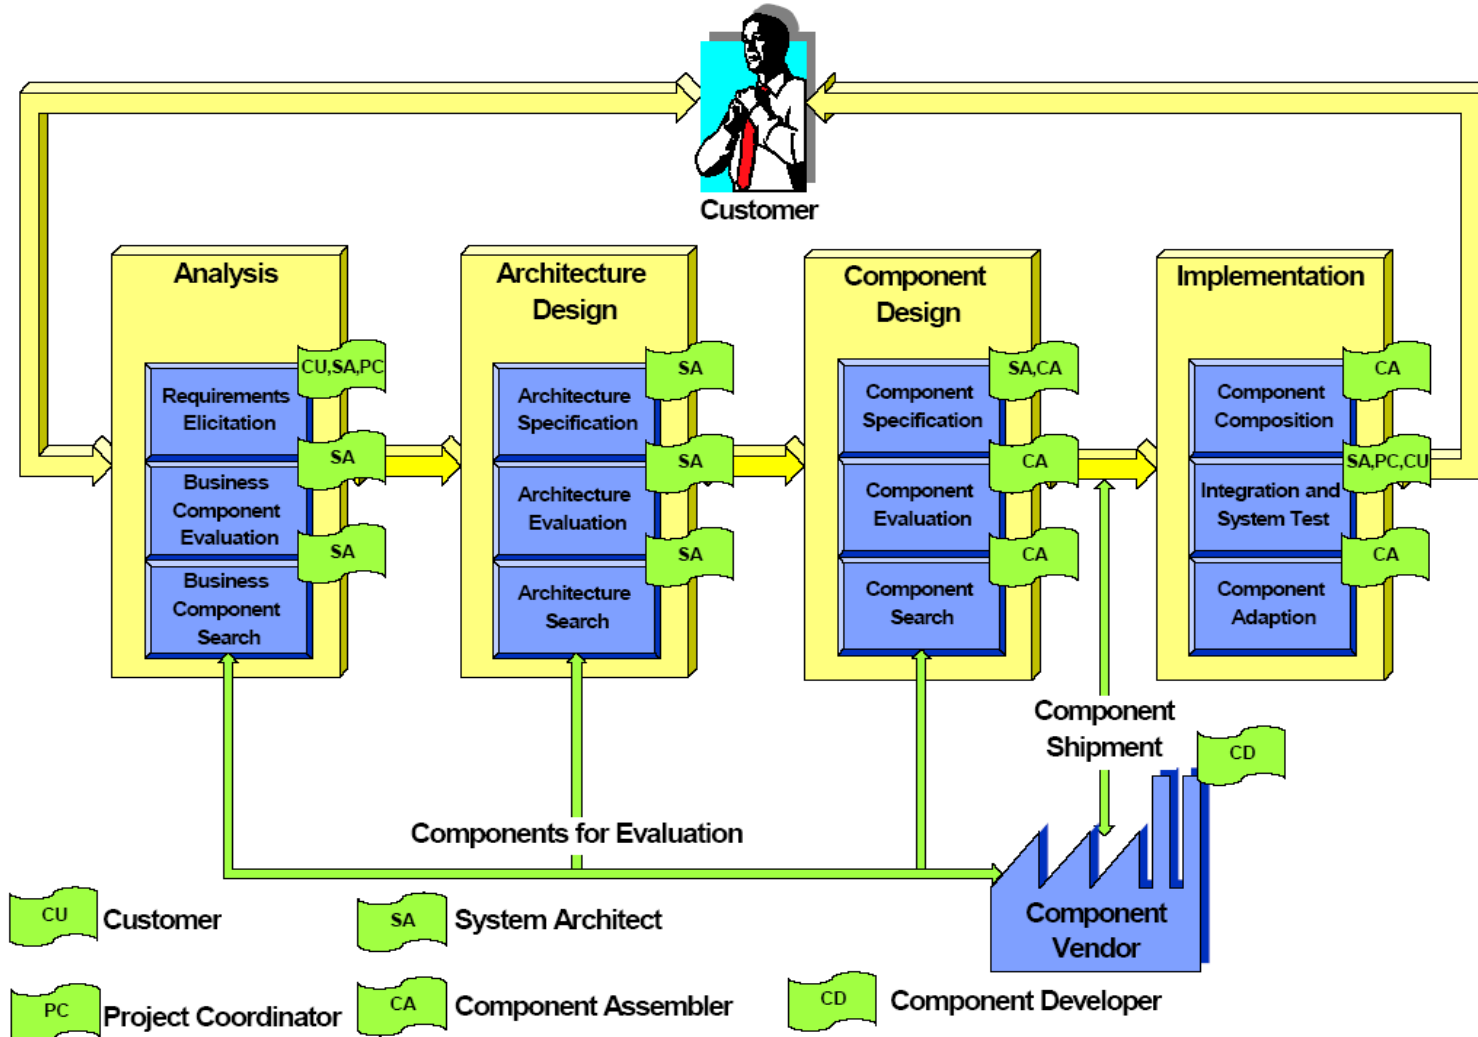 Customer
Analysis
Requirements
Elicitation
Business
Component
Evaluation
Business
Component
Search
CU,SA,PC
SA
SA
Architecture
Design
Architecture
Specification
Architecture
Evaluation
Architecture
Search
SA
SA
SA
Component
Design
Component
Specification
Component
Evaluation
Component
Search
SA,CA
CA
CA
Implementation
Component
Composition
Integration and
System Test
Component
Adaption
CA
SA,PC,CU
CA
Component
Shipment
CD
Components for Evaluation
Component
Vendor
CU Customer
SA System Architect
PC Project Coordinator
CA Component Assembler
CD Component Developer